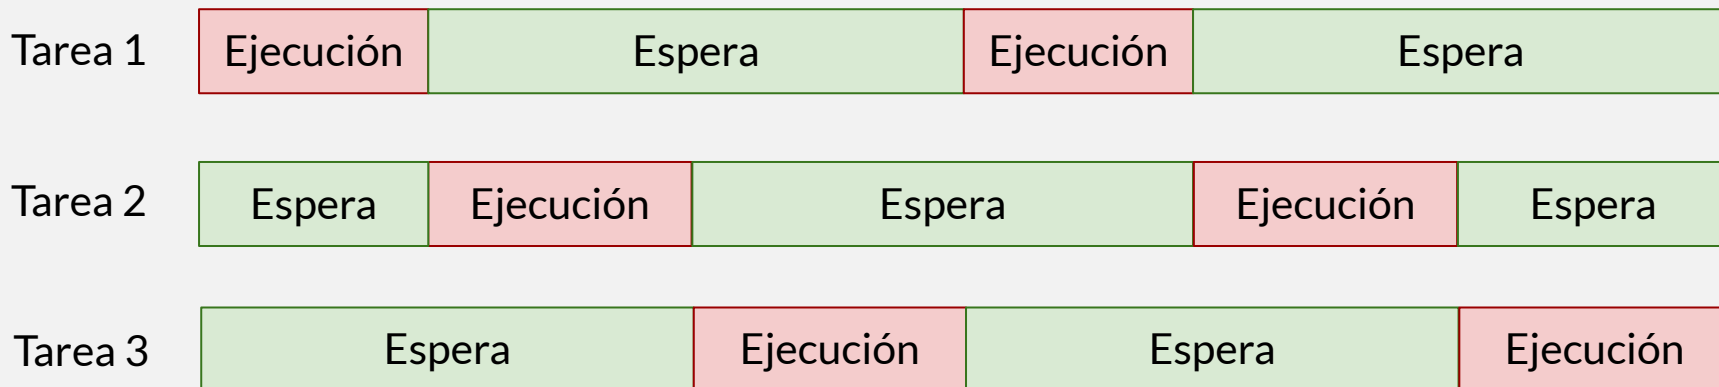 Tarea 1 Ejecución Espera Ejecución Espera
Tarea 2 Espera Ejecución Espera Ejecución Espera
Tarea 3 Espera Ejecución Espera Ejecución